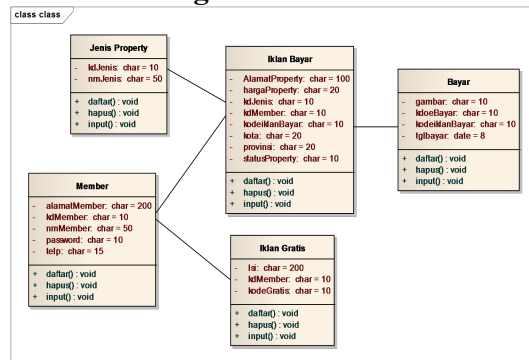 class class
Jenis Property
- kdJenis: char = 10
- nmJenis: char = 50
+ daftar() : void
+ hapus() : void
+ input() : void
Iklan Bayar
- AlamatProperty: char = 100
- hargaProperty: char = 20
- kdJenis: char = 10
- kdMember: char = 10
- kodeiklanBayar: char = 10
- kota: char = 20
- provinsi: char = 20
- statusProperty: char = 10
+ daftar() : void
+ hapus() : void
+ input() : void
Bayar
- gambar: char = 10
- kdoeBayar: char = 10
- kodeiklanBayar: char = 10
- tglbayar: date = 8
+ daftar() : void
+ hapus() : void
+ input() : void
Member
- alamatMember: char = 200
- kdMember: char = 10
- nmMember: char = 50
- password: char = 10
- telp: char = 15
+ daftar() : void
+ hapus() : void
+ input() : void
Iklan Gratis
- Isi: char = 200
- kdMember: char = 10
- kodeGratis: char = 10
+ daftar() : void
+ hapus() : void
+ input() : void